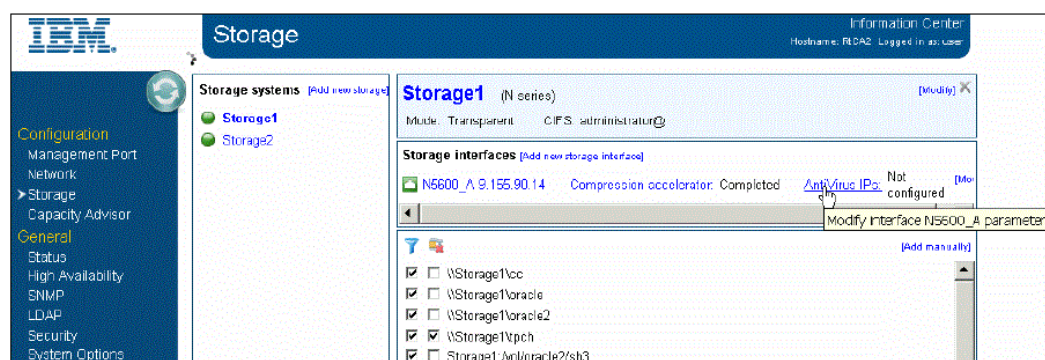 IBM.
Storage
Information Center
Hostname: RtCA2 Logged in as: user
Configuration
Management Port
Network
Storage
Capacity Advisor
General
Status
High Availability
SNMP
LDAP
Security
System Options
Storage systems [Add new storage]
Storage1
Storage2
Storage1 (N series)
[Modify]
Mode: Transparent CIFS: administrator@
Storage interfaces [Add new storage interface]
N5600_A 9.155.90.14 Compression accelerator: Completed AntiVirus IPs: Not configured [Mo
Modify interface N5600_A parameter
[Add manually]
\\Storage1\cc
\\Storage1\oracle
\\Storage1\oracle2
\\Storage1\tpch
Storage1:/vol/oracle2/sh3